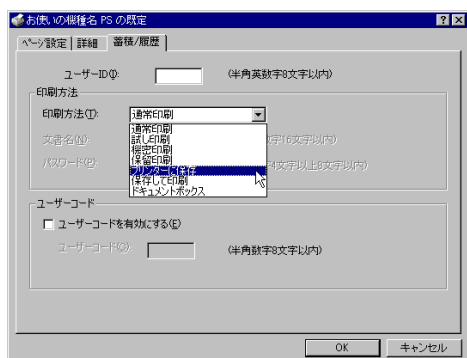 お使いの機種名 PS の既定
ページ設定 詳細 蓄積/履歴
ユーザーID(I): (半角英数字8文字以内)
印刷方法
印刷方法(T): 通常印刷
通常印刷
試し印刷
文書名(N): 機密印刷 数字16文字以内)
保留印刷
パスワード(P): プリンターに保存 4文字以上8文字以内)
保存して印刷
ドキュメントボックス
ユーザーコード
ユーザーコードを有効にする(E)
ユーザーコード(O): (半角数字8文字以内)
OK キャンセル